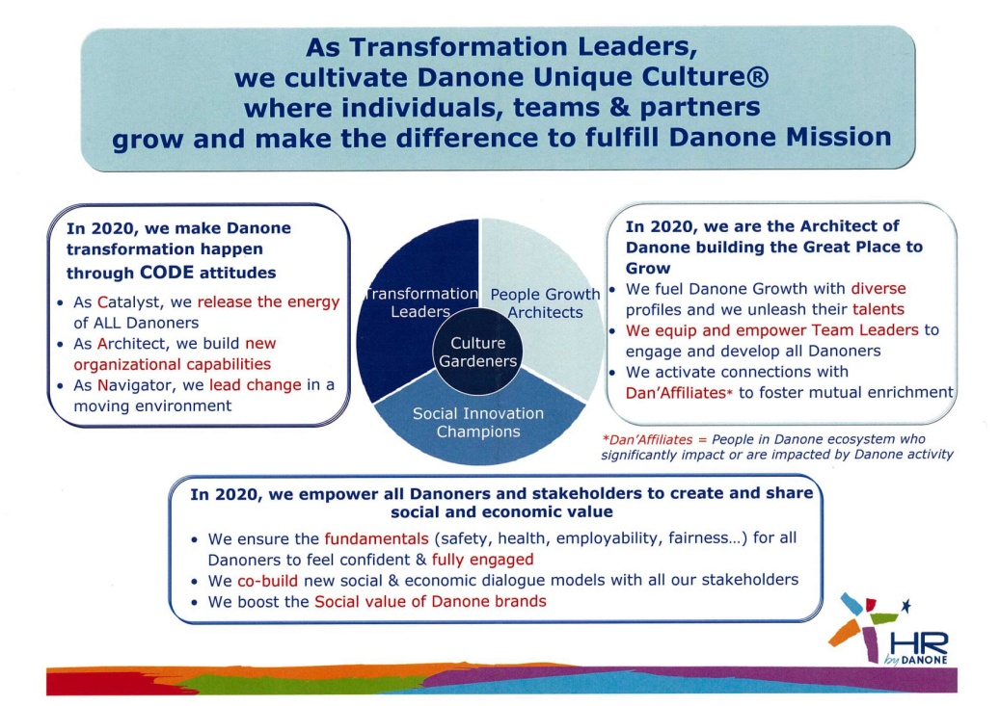 As Transformation Leaders,
we cultivate Danone Unique Culture®
where individuals, teams & partners
grow and make the difference to fulfill Danone Mission
In 2020, we make Danone
transformation happen
through CODE attitudes
• As Catalyst, we release the energy
of ALL Danoners
• As Architect, we build new
organizational capabilities
• As Navigator, we lead change in a
moving environment
Transformation
Leaders
People Growth
Architects
Culture
Gardeners
Social Innovation
Champions
In 2020, we are the Architect of
Danone building the Great Place to
Grow
• We fuel Danone Growth with diverse
profiles and we unleash their talents
• We equip and empower Team Leaders to
engage and develop all Danoners
• We activate connections with
Dan'Affiliates* to foster mutual enrichment
*Dan'Affiliates = People in Danone ecosystem who
significantly impact or are impacted by Danone activity
In 2020, we empower all Danoners and stakeholders to create and share
social and economic value
• We ensure the fundamentals (safety, health, employability, fairness…) for all
Danoners to feel confident & fully engaged
• We co-build new social & economic dialogue models with all our stakeholders
• We boost the Social value of Danone brands
HR
by DANONE